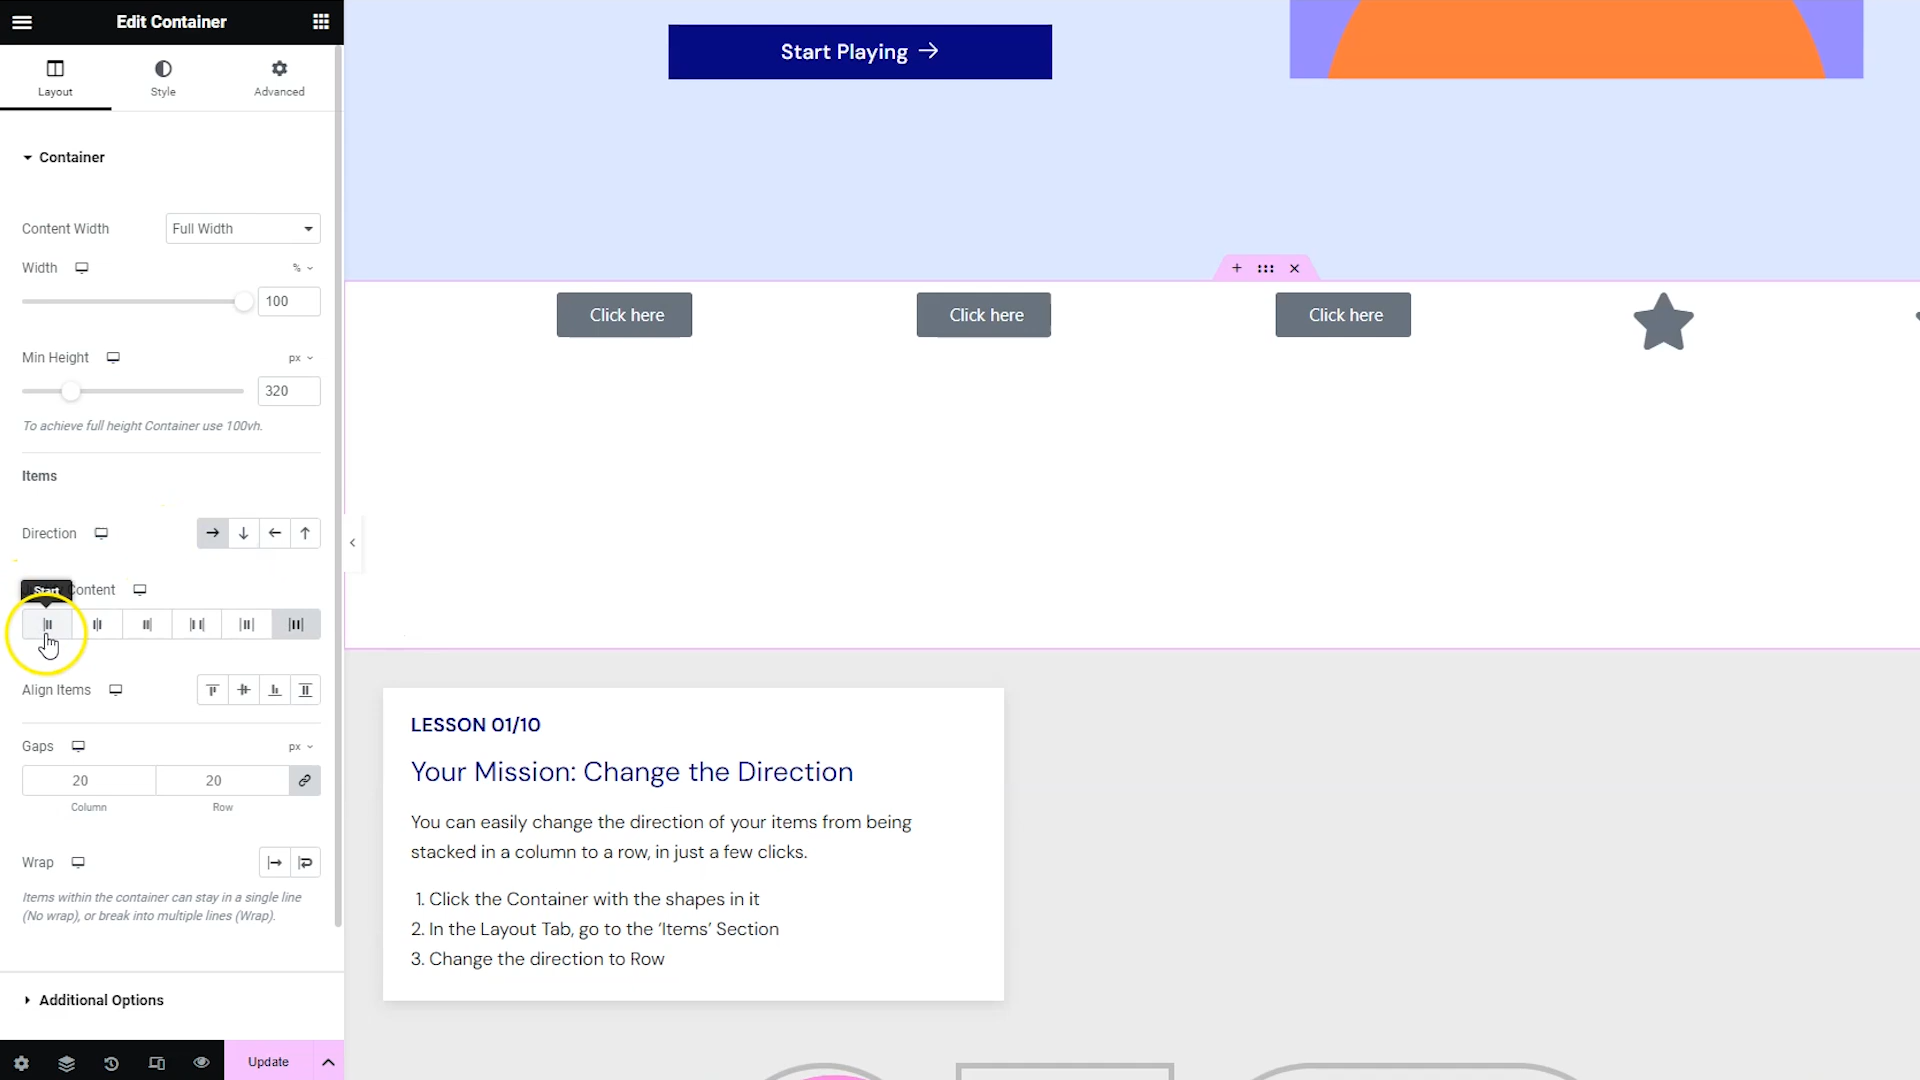 Edit Container
Layout
Style
Advanced
Container
Content Width
Full Width
Width
%
100
Min Height
px
320
To achieve full height Container use 100vh.
Items
Direction
Start
Content
Align Items
Gaps
px
20
20
Column
Row
Wrap
Items within the container can stay in a single line
(No wrap), or break into multiple lines (Wrap).
Additional Options
Update
Start Playing →
Click here
Click here
Click here
LESSON 01/10
Your Mission: Change the Direction
You can easily change the direction of your items from being
stacked in a column to a row, in just a few clicks.
1. Click the Container with the shapes in it
2. In the Layout Tab, go to the ‘Items’ Section
3. Change the direction to Row